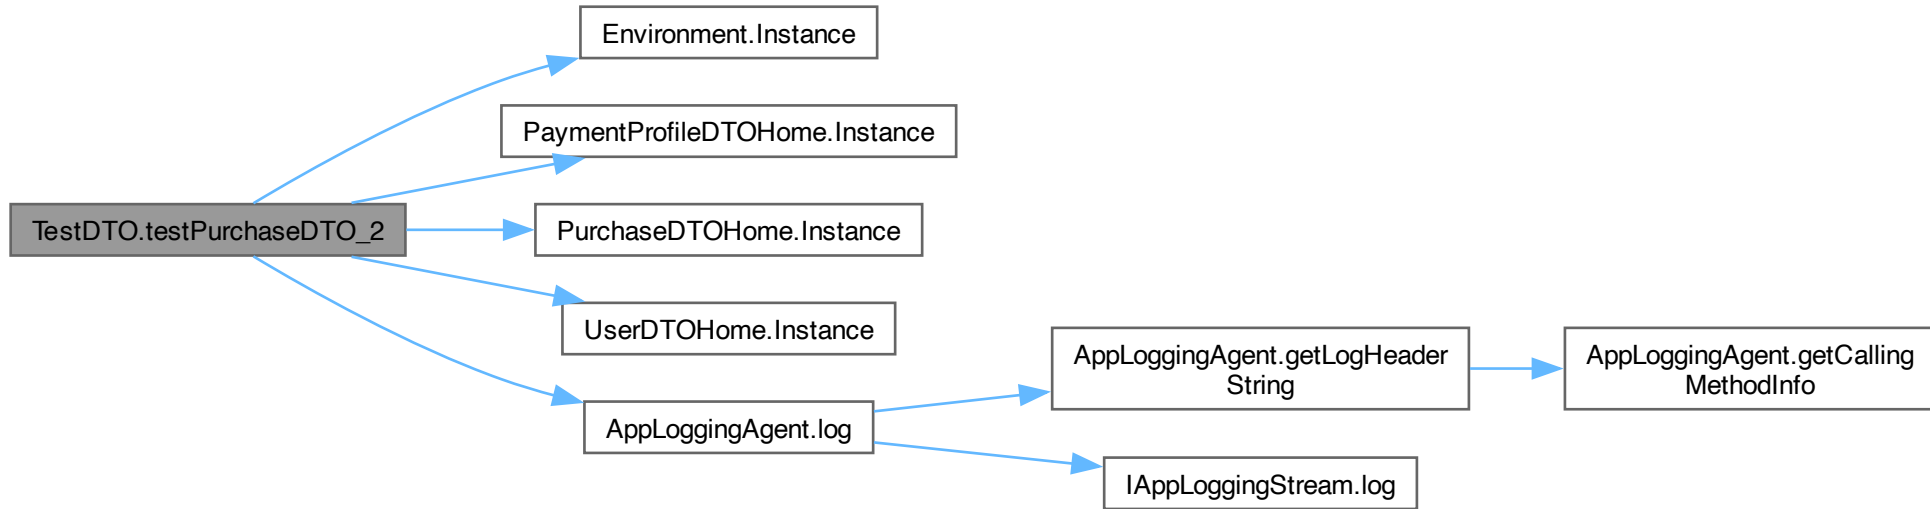 Environment.Instance
PaymentProfileDTOHome.Instance
TestDTO.testPurchaseDTO_2
PurchaseDTOHome.Instance
UserDTOHome.Instance
AppLoggingAgent.getLogHeader
String
AppLoggingAgent.getCalling
MethodInfo
AppLoggingAgent.log
IAppLoggingStream.log